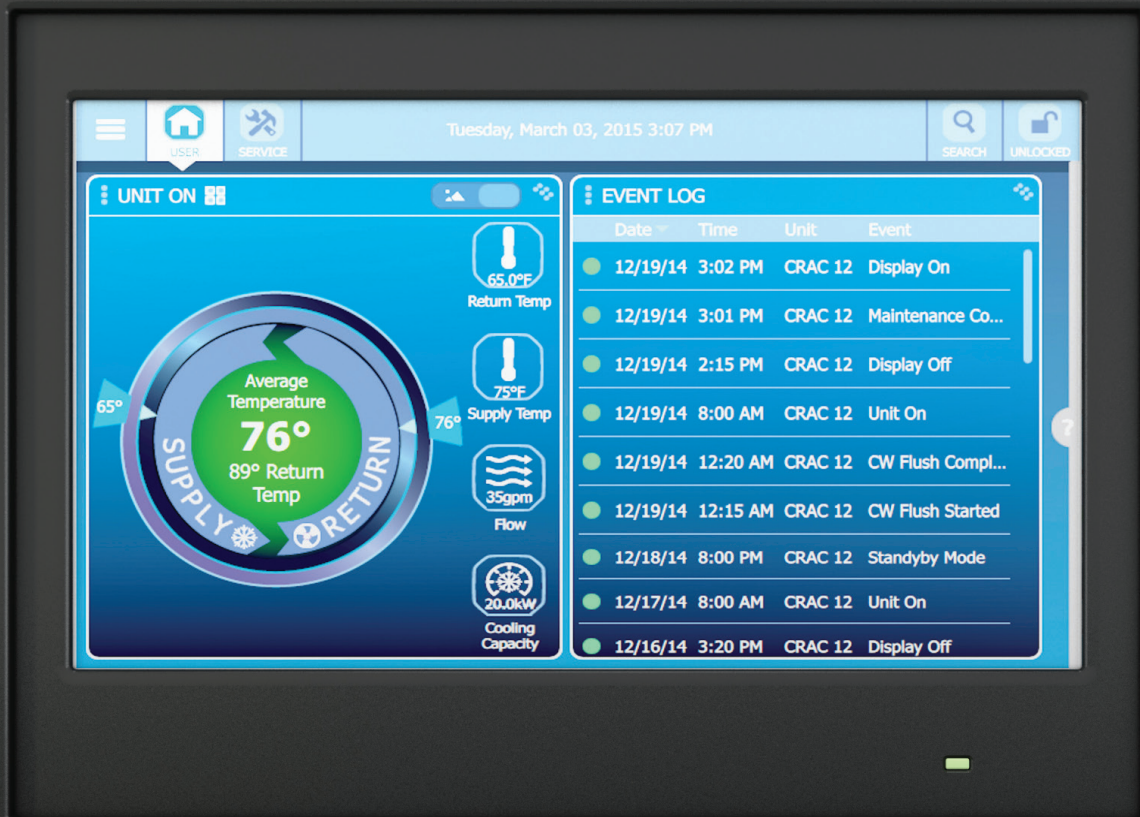 USER
SERVICE
Tuesday, March 03, 2015 3:07 PM
SEARCH
UNLOCKED
UNIT ON
65.0°F
Return Temp
75°F
Supply Temp
35gpm
Flow
20.0kW
Cooling
Capacity
65°
Average
Temperature
76°
89° Return
Temp
76°
SUPPLY
RETURN
EVENT LOG
Date Time Unit Event
12/19/14 3:02 PM CRAC 12 Display On
12/19/14 3:01 PM CRAC 12 Maintenance Co...
12/19/14 2:15 PM CRAC 12 Display Off
12/19/14 8:00 AM CRAC 12 Unit On
12/19/14 12:20 AM CRAC 12 CW Flush Compl...
12/19/14 12:15 AM CRAC 12 CW Flush Started
12/18/14 8:00 PM CRAC 12 Standyby Mode
12/17/14 8:00 AM CRAC 12 Unit On
12/16/14 3:20 PM CRAC 12 Display Off
?